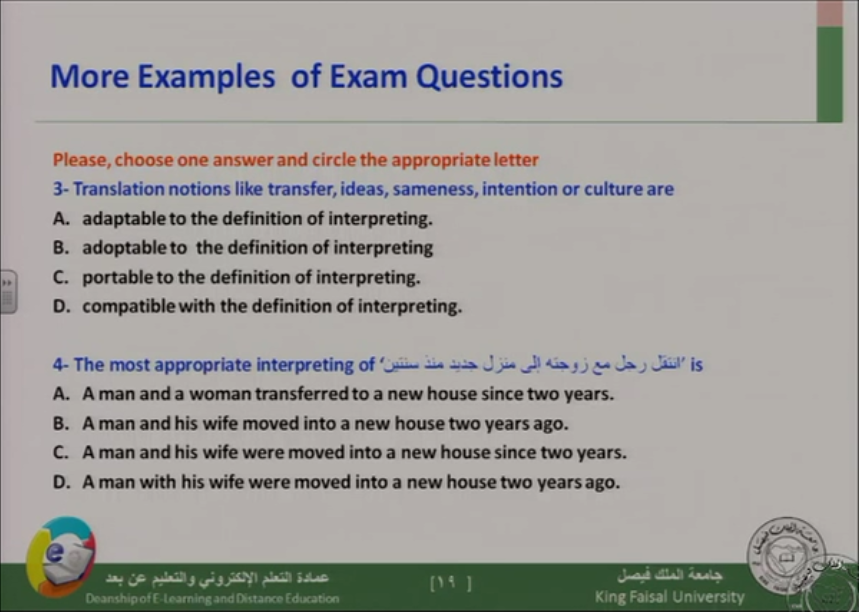 More Examples of Exam Questions
Please, choose one answer and circle the appropriate letter
3- Translation notions like transfer, ideas, sameness, intention or culture are
A. adaptable to the definition of interpreting.
B. adoptable to the definition of interpreting
C. portable to the definition of interpreting.
D. compatible with the definition of interpreting.
4- The most appropriate interpreting of ‘انتقل رجل مع زوجته إلى منزل جديد منذ سنتين’ is
A. A man and a woman transferred to a new house since two years.
B. A man and his wife moved into a new house two years ago.
C. A man and his wife were moved into a new house since two years.
D. A man with his wife were moved into a new house two years ago.
عمادة التعلم الإلكتروني والتعليم عن بعد
Deanship of E-Learning and Distance Education
[ ١٩ ]
جامعة الملك فيصل
King Faisal University